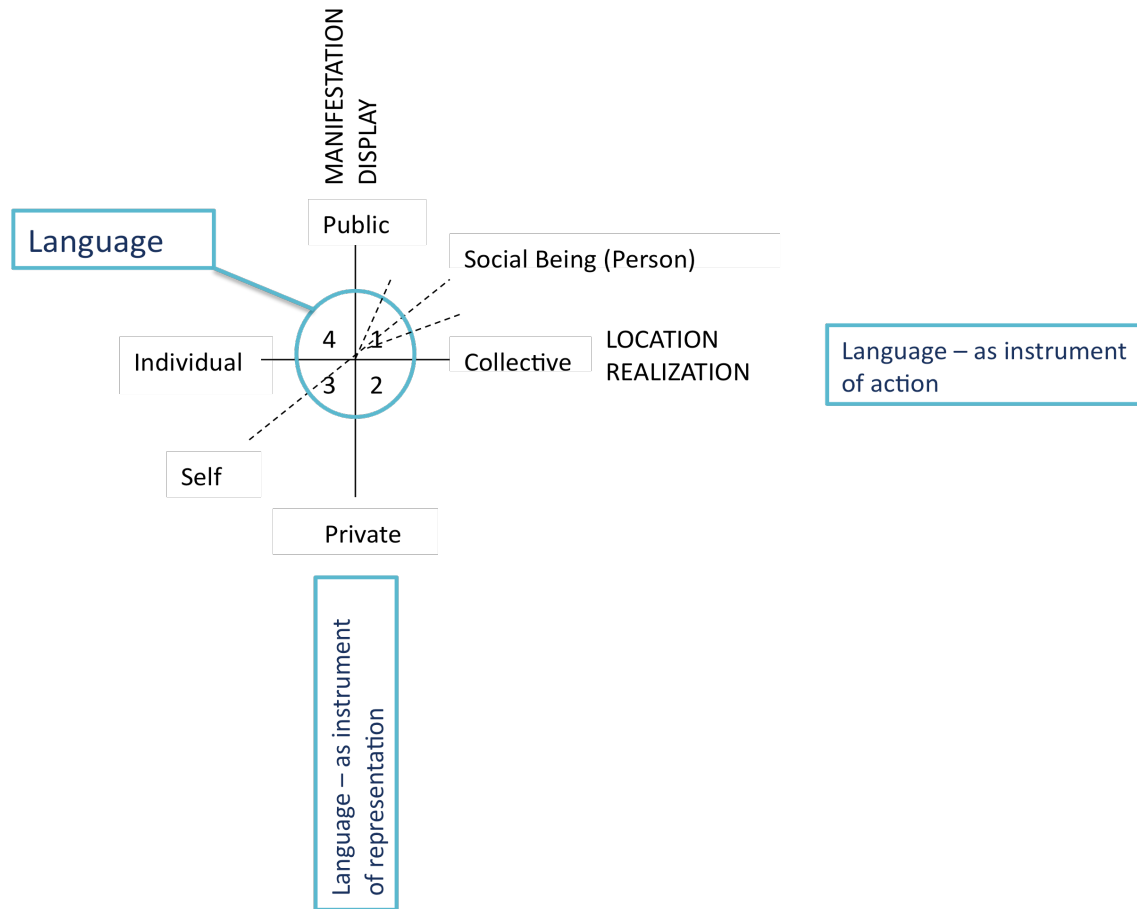 MANIFESTATION
DISPLAY
Public
Language
Social Being (Person)
4
1
LOCATION
REALIZATION
Individual
Collective
Language – as instrument
of action
3
2
Self
Private
Language – as instrument
of representation